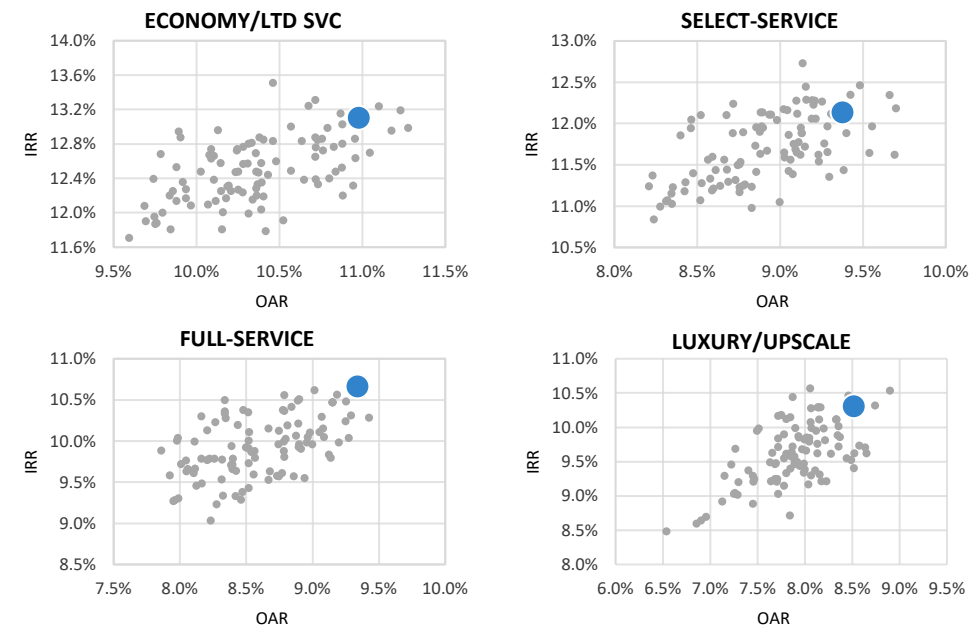 ECONOMY/LTD SVC
14.0%
13.6%
13.2%
12.8%
12.4%
12.0%
11.6%
IRR
9.5% 10.0% 10.5% 11.0% 11.5%
OAR
SELECT-SERVICE
13.0%
12.5%
12.0%
11.5%
11.0%
10.5%
IRR
8.0% 8.5% 9.0% 9.5% 10.0%
OAR
FULL-SERVICE
11.0%
10.5%
10.0%
9.5%
9.0%
8.5%
IRR
7.5% 8.0% 8.5% 9.0% 9.5% 10.0%
OAR
LUXURY/UPSCALE
11.0%
10.5%
10.0%
9.5%
9.0%
8.5%
8.0%
IRR
6.0% 6.5% 7.0% 7.5% 8.0% 8.5% 9.0% 9.5%
OAR